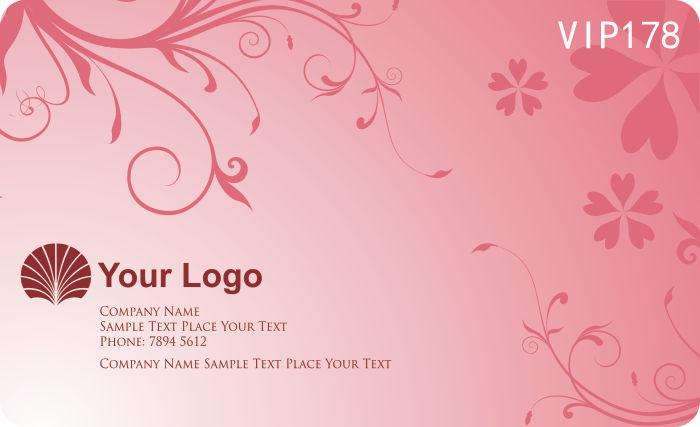 VIP178
Your Logo
Company Name
Sample Text Place Your Text
Phone: 7894 5612
Company Name Sample Text Place Your Text